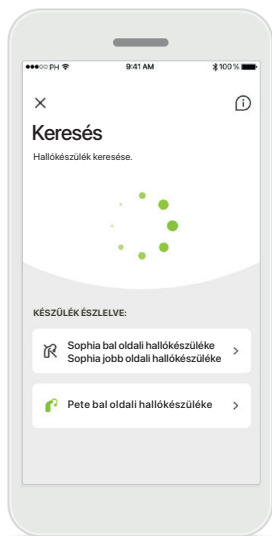 PH 9:41 AM 100%
Keresés
Hallókészülék keresése.
KÉSZÜLÉK ÉSZLELVE:
Sophia bal oldali hallókészüléke
Sophia jobb oldali hallókészüléke
Pete bal oldali hallókészüléke